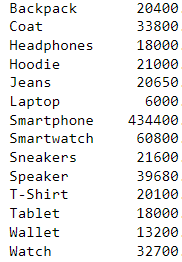 Backpack 20400
Coat 33800
Headphones 18000
Hoodie 21000
Jeans 20650
Laptop 6000
Smartphone 434400
Smartwatch 60800
Sneakers 21600
Speaker 39680
T-Shirt 20100
Tablet 18000
Wallet 13200
Watch 32700